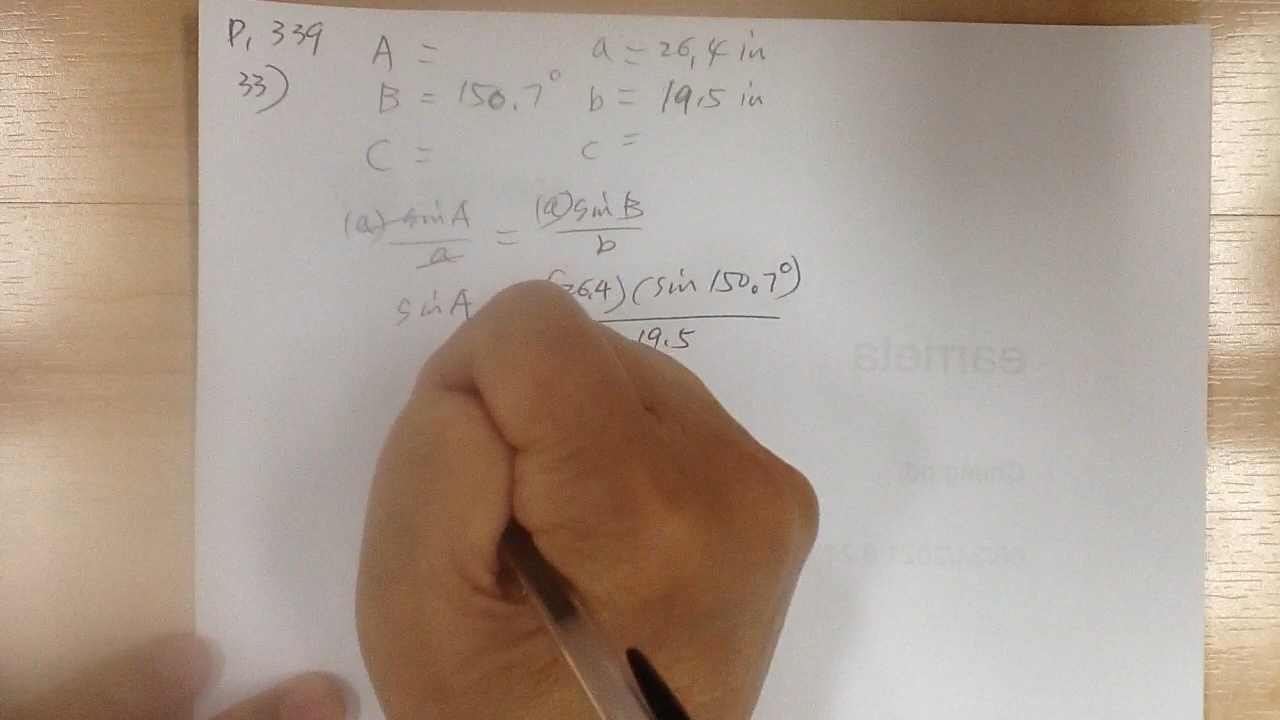 P. 339
33)
A = a = 26.4 in
B = 150.7° b = 19.5 in
C = c =
(a) sin A / a = (a) sin B / b
sin A (26.4)(sin 150.7°) / 19.5